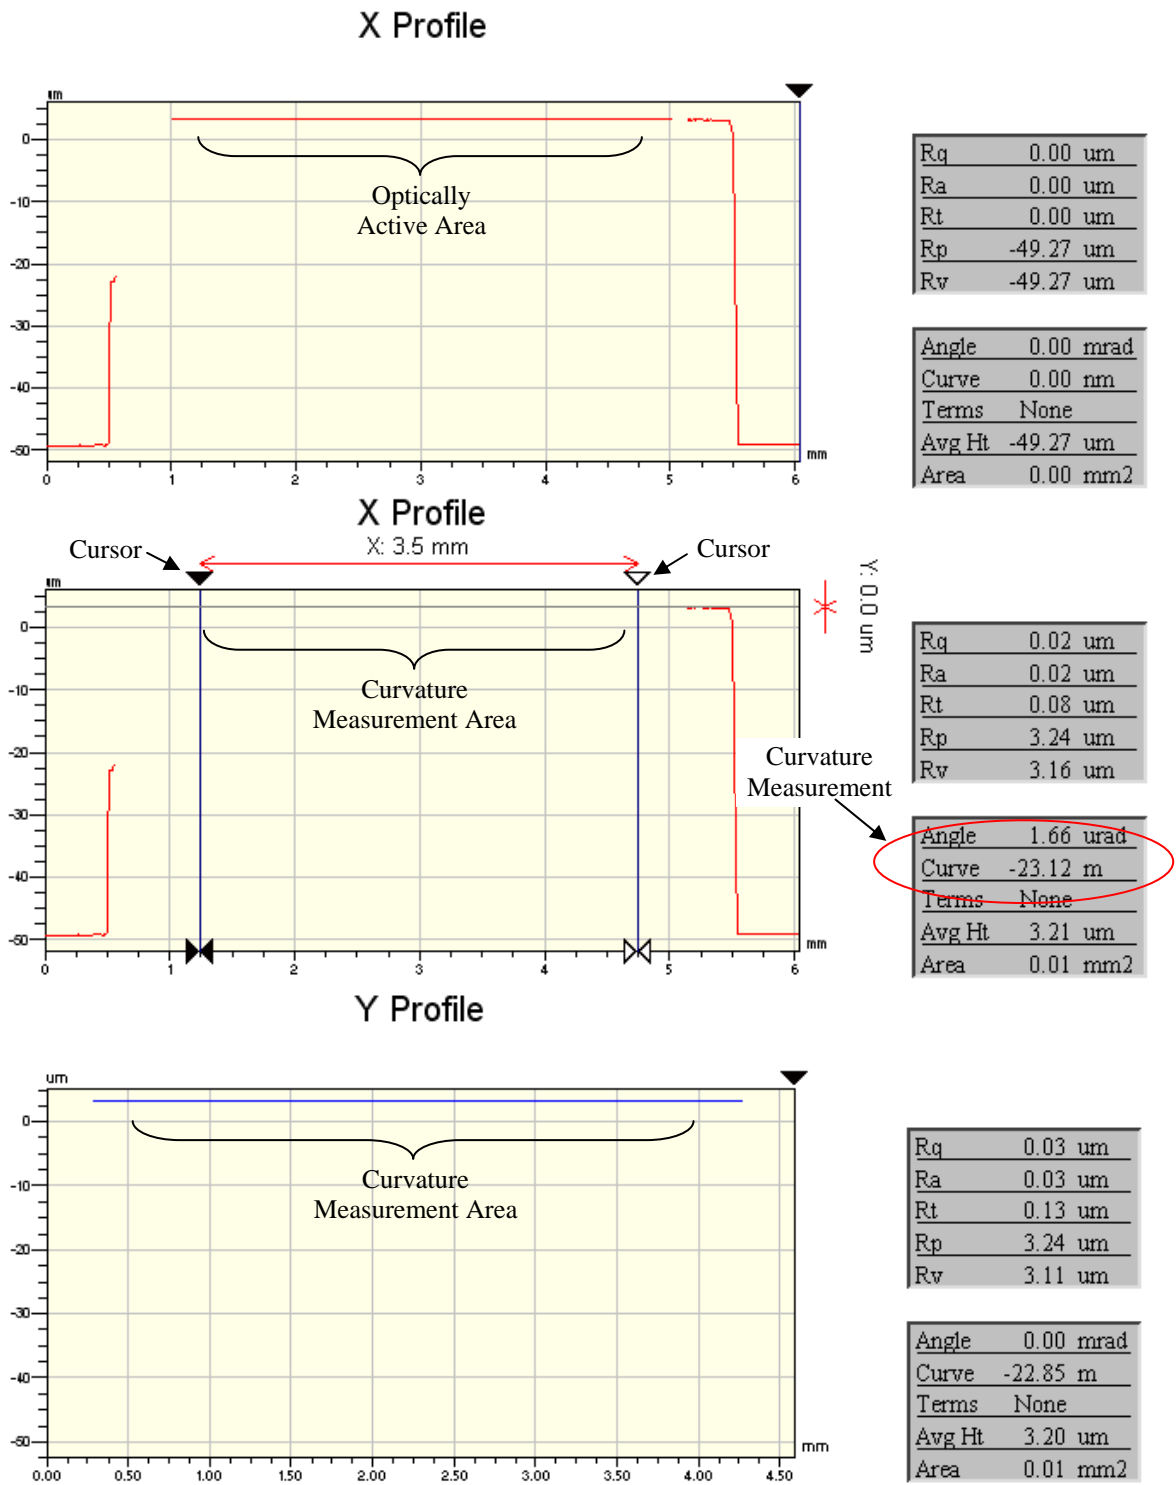 X Profile
um
0
-10
-20
-30
-40
-50
0 1 2 3 4 5 6
mm
Optically
Active Area
Rq 0.00 um
Ra 0.00 um
Rt 0.00 um
Rp -49.27 um
Rv -49.27 um
Angle 0.00 mrad
Curve 0.00 nm
Terms None
Avg Ht -49.27 um
Area 0.00 mm2
X Profile
X: 3.5 mm
Cursor
Cursor
Y: 0.0 um
um
0
-10
-20
-30
-40
-50
0 1 2 3 4 5 6
mm
Curvature
Measurement Area
Curvature
Measurement
Rq 0.02 um
Ra 0.02 um
Rt 0.08 um
Rp 3.24 um
Rv 3.16 um
Angle 1.66 urad
Curve -23.12 m
Terms None
Avg Ht 3.21 um
Area 0.01 mm2
Y Profile
um
0
-10
-20
-30
-40
-50
0.00 0.50 1.00 1.50 2.00 2.50 3.00 3.50 4.00 4.50
mm
Curvature
Measurement Area
Rq 0.03 um
Ra 0.03 um
Rt 0.13 um
Rp 3.24 um
Rv 3.11 um
Angle 0.00 mrad
Curve -22.85 m
Terms None
Avg Ht 3.20 um
Area 0.01 mm2